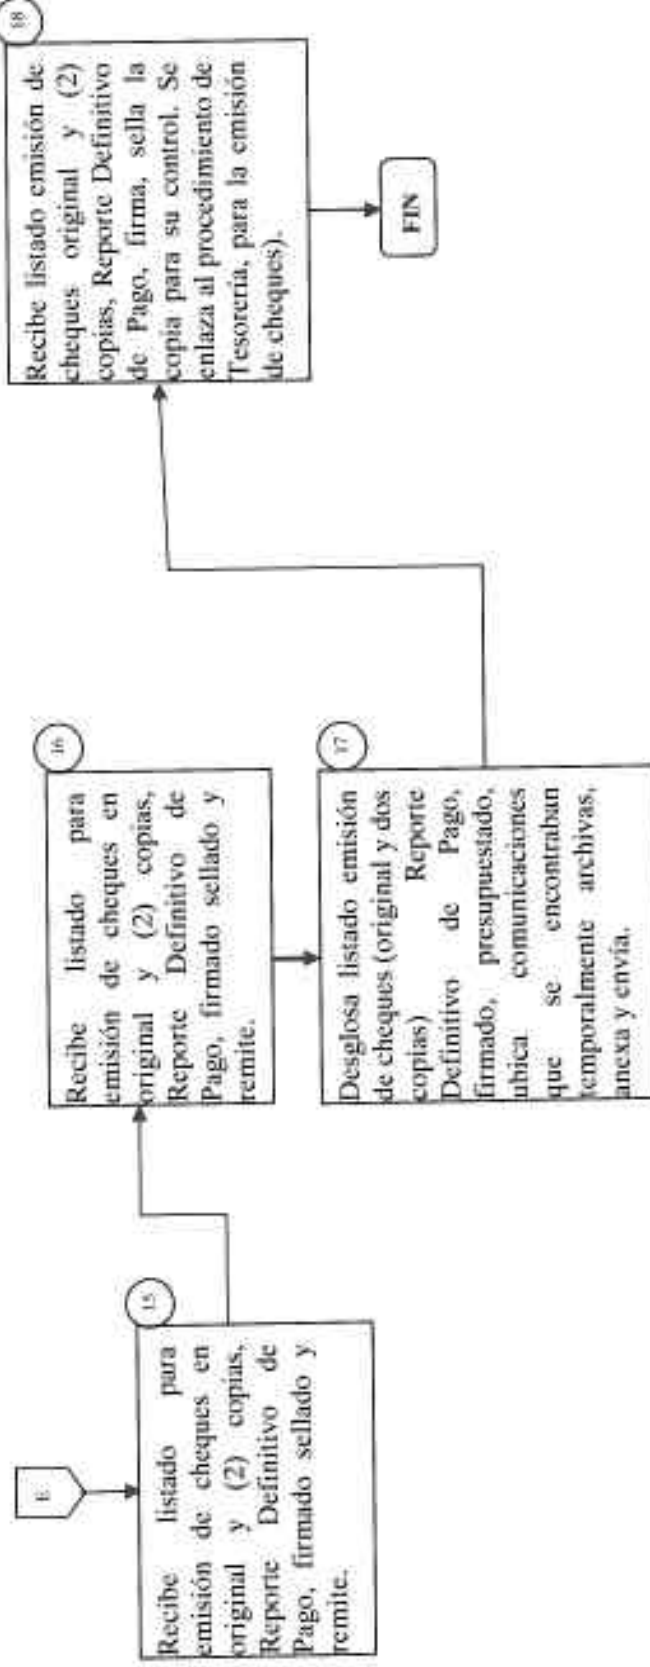 E
15
Recibe listado para
emisión de cheques en
original y (2) copias,
Reporte Definitivo de
Pago, firmado sellado y
remite.
16
Recibe listado para
emisión de cheques en
original y (2) copias,
Reporte Definitivo de
Pago, firmado sellado y
remite.
17
Desglosa listado emisión
de cheques (original y dos
copias) Reporte
Definitivo de Pago,
firmado, presupuestado,
ubica comunicaciones
que se encontraban
temporalmente archivas,
anexa y envía.
18
Recibe listado emisión de
cheques original y (2)
copias, Reporte Definitivo
de Pago, firma, sella la
copia para su control. Se
enlaza al procedimiento de
Tesorería, para la emisión
de cheques).
FIN